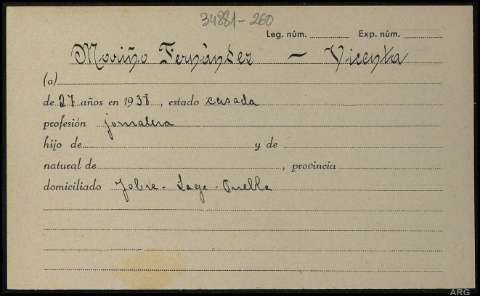 34881-260
Leg. núm. Exp. núm.
Mariño Fernández — Vicenta
(a)
de 27 años en 1938, estado casada
profesión jornalera
hijo de y de
natural de , provincia
domiciliado Jobre - Lage - Puebla
ARG